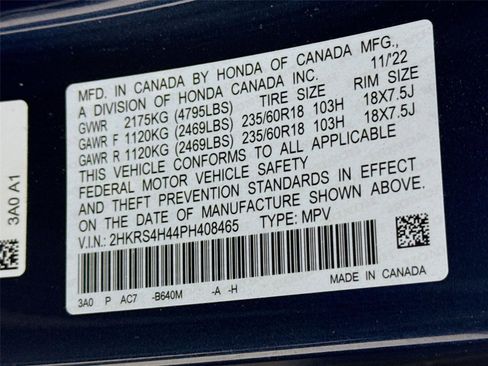 MFD. IN CANADA BY HONDA OF CANADA MFG.,
A DIVISION OF HONDA CANADA INC. 11/'22
GVWR 2175KG (4795LBS) TIRE SIZE RIM SIZE
GAWR F 1120KG (2469LBS) 235/60R18 103H 18X7.5J
GAWR R 1120KG (2469LBS) 235/60R18 103H 18X7.5J
THIS VEHICLE CONFORMS TO ALL APPLICABLE
FEDERAL MOTOR VEHICLE SAFETY
AND THEFT PREVENTION STANDARDS IN EFFECT
ON THE DATE OF MANUFACTURE SHOWN ABOVE.
V.I.N.: 2HKRS4H44PH408465 TYPE: MPV
3A0 P AC7 -B640M -A -H
MADE IN CANADA
3A0 A1